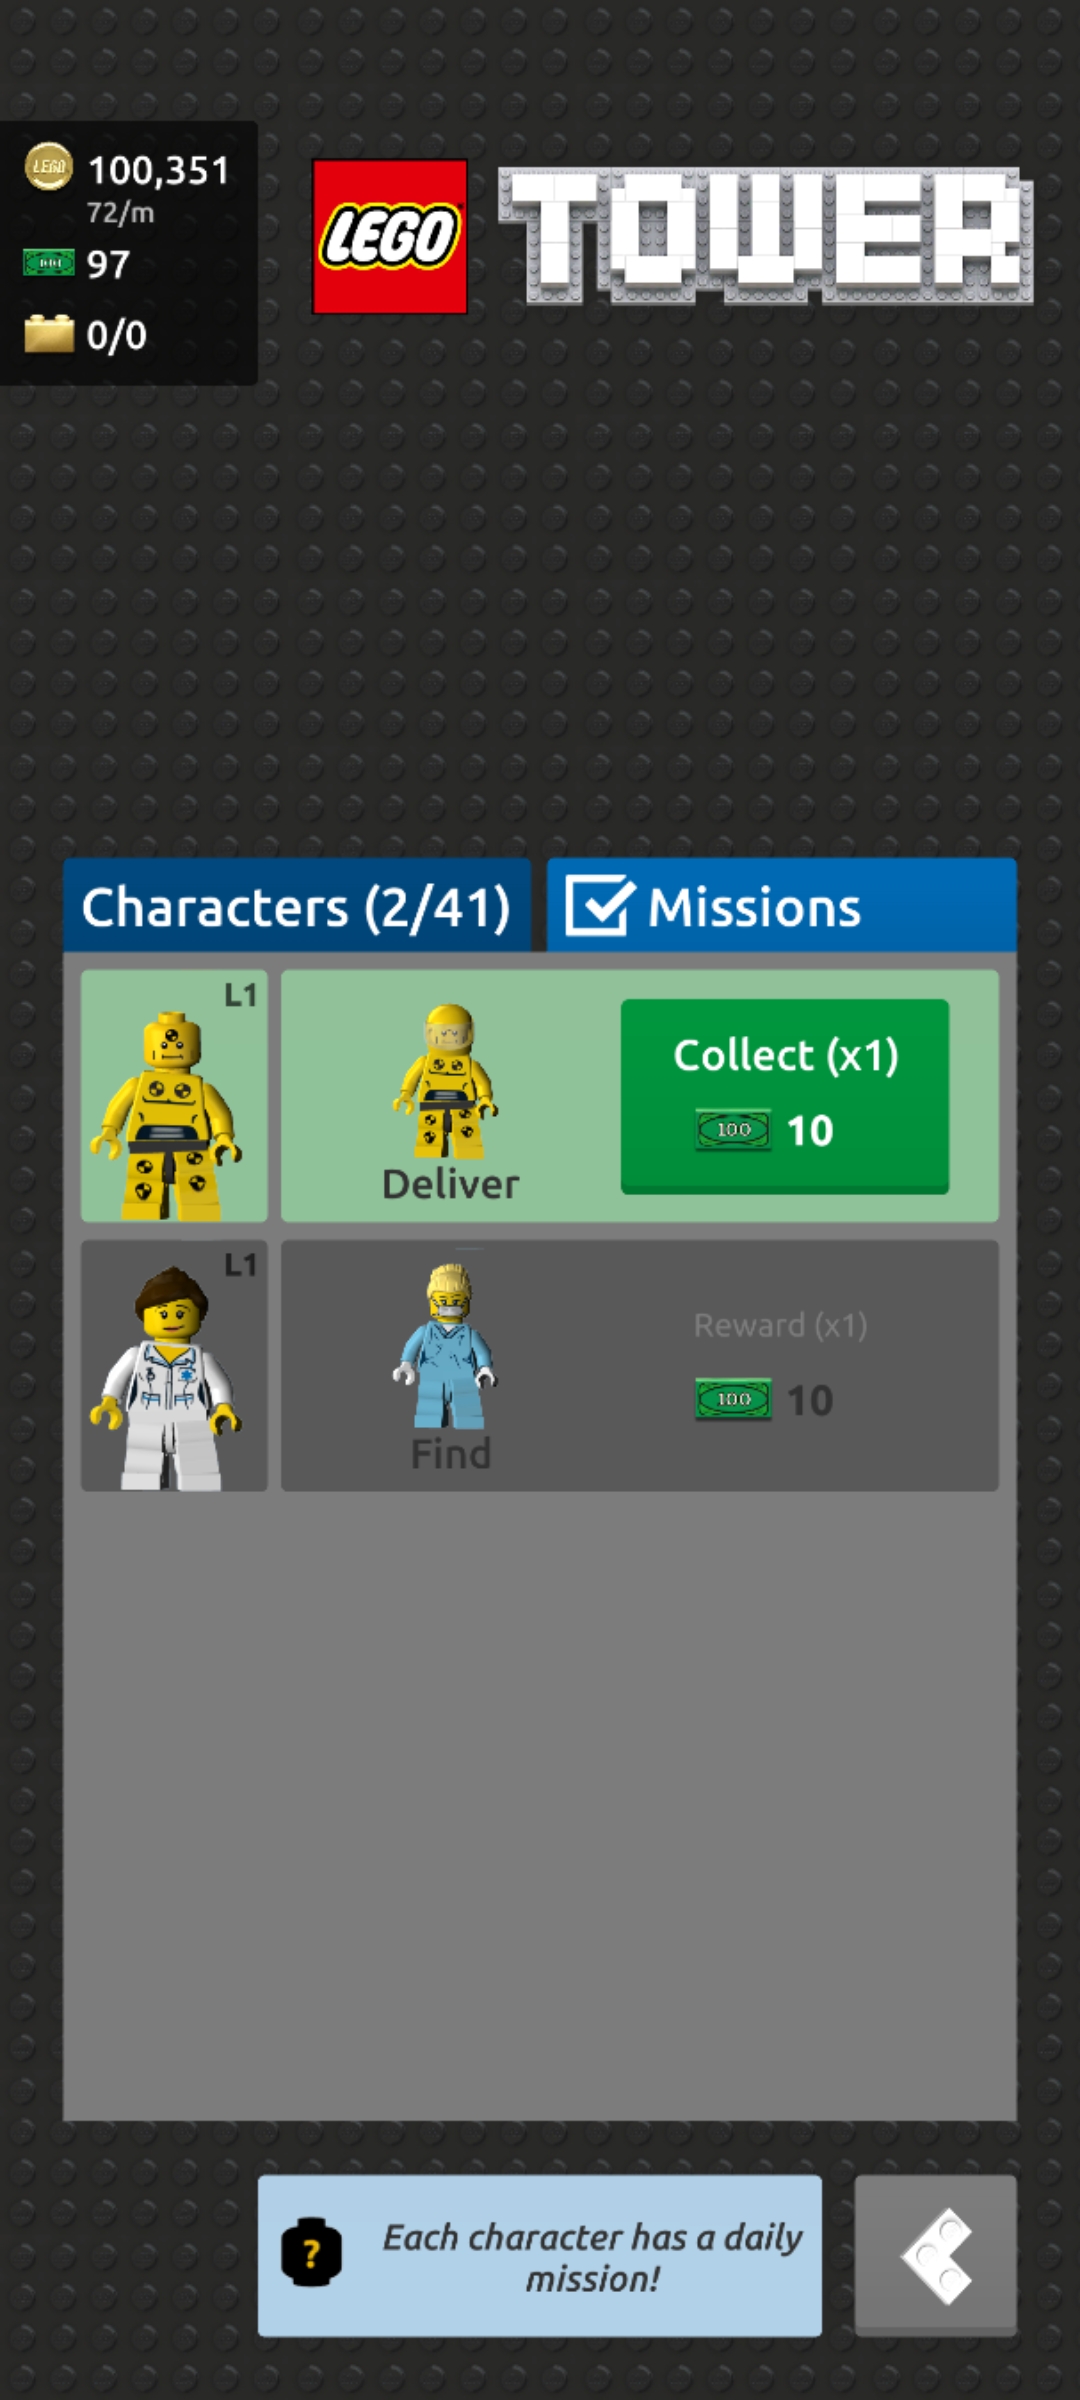 LEGO
100,351
72/m
97
0/0
LEGO
TOWER
Characters (2/41)
Missions
L1
Collect (x1)
100
10
Deliver
L1
Reward (x1)
100
10
Find
?
Each character has a daily
mission!